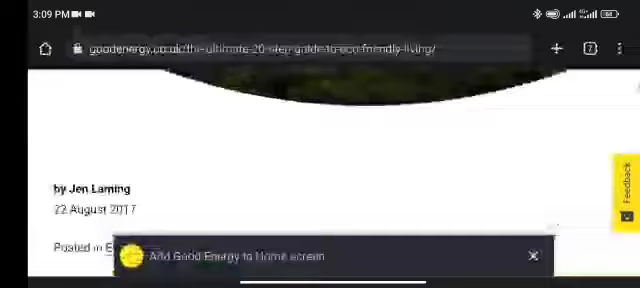 3:09 PM
goodenergy.co.uk/the-ultimate-20-step-guide-to-eco-friendly-living/
by Jen Laming
22 August 2017
Posted in
Feedback
Add Good Energy to Home screen